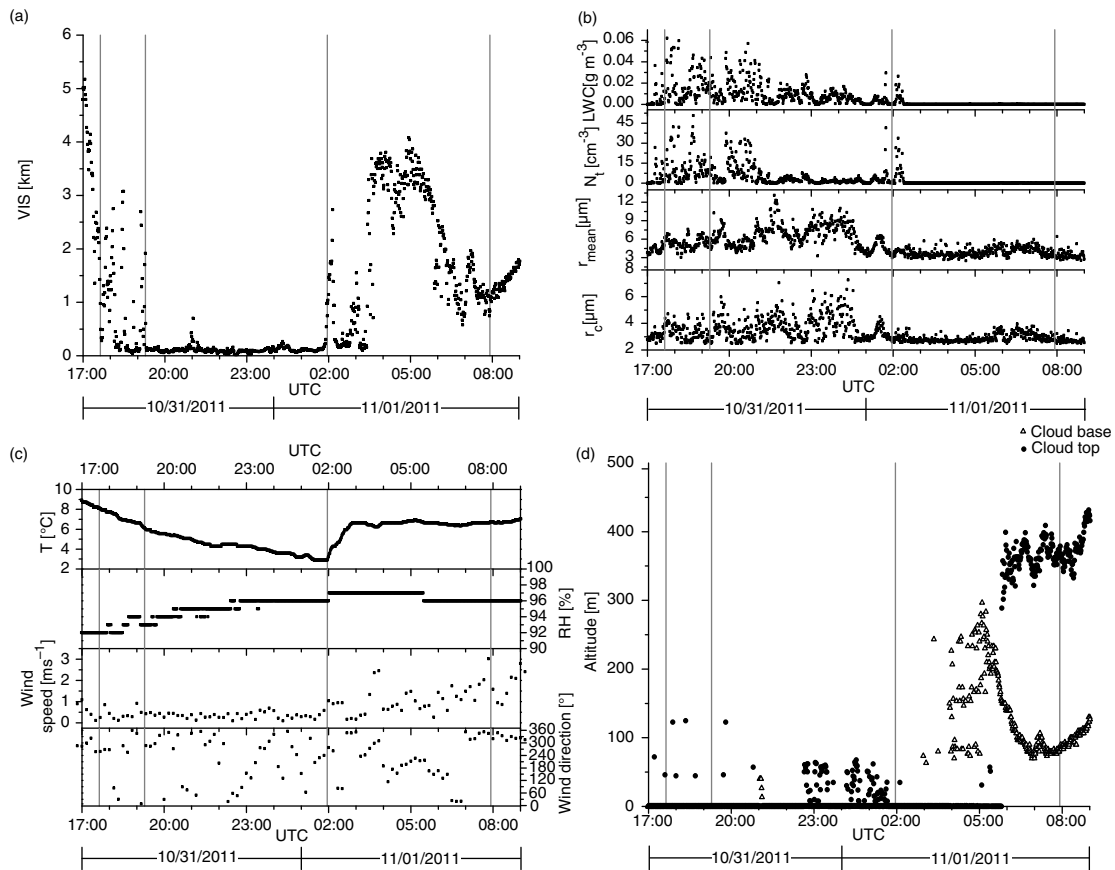 (a)
6
5
4
3
2
1
0
VIS [km]
17:00 20:00 23:00 02:00 05:00 08:00
UTC
10/31/2011 11/01/2011
(b)
0.06
0.04
0.02
0.00
LWC[g m-3]
45
30
15
0
Nt [cm-3]
12
9
6
3
rmean[µm]
8
6
4
2
rc[µm]
17:00 20:00 23:00 02:00 05:00 08:00
UTC
10/31/2011 11/01/2011
(c)
UTC
17:00 20:00 23:00 02:00 05:00 08:00
10
8
6
4
2
T [°C]
100
98
96
94
92
90
RH [%]
3
2
1
0
Wind speed [ms−1]
360
300
240
180
120
60
0
Wind direction [°]
17:00 20:00 23:00 02:00 05:00 08:00
UTC
10/31/2011 11/01/2011
(d)
Cloud base
Cloud top
500
400
300
200
100
0
Altitude [m]
17:00 20:00 23:00 02:00 05:00 08:00
UTC
10/31/2011 11/01/2011